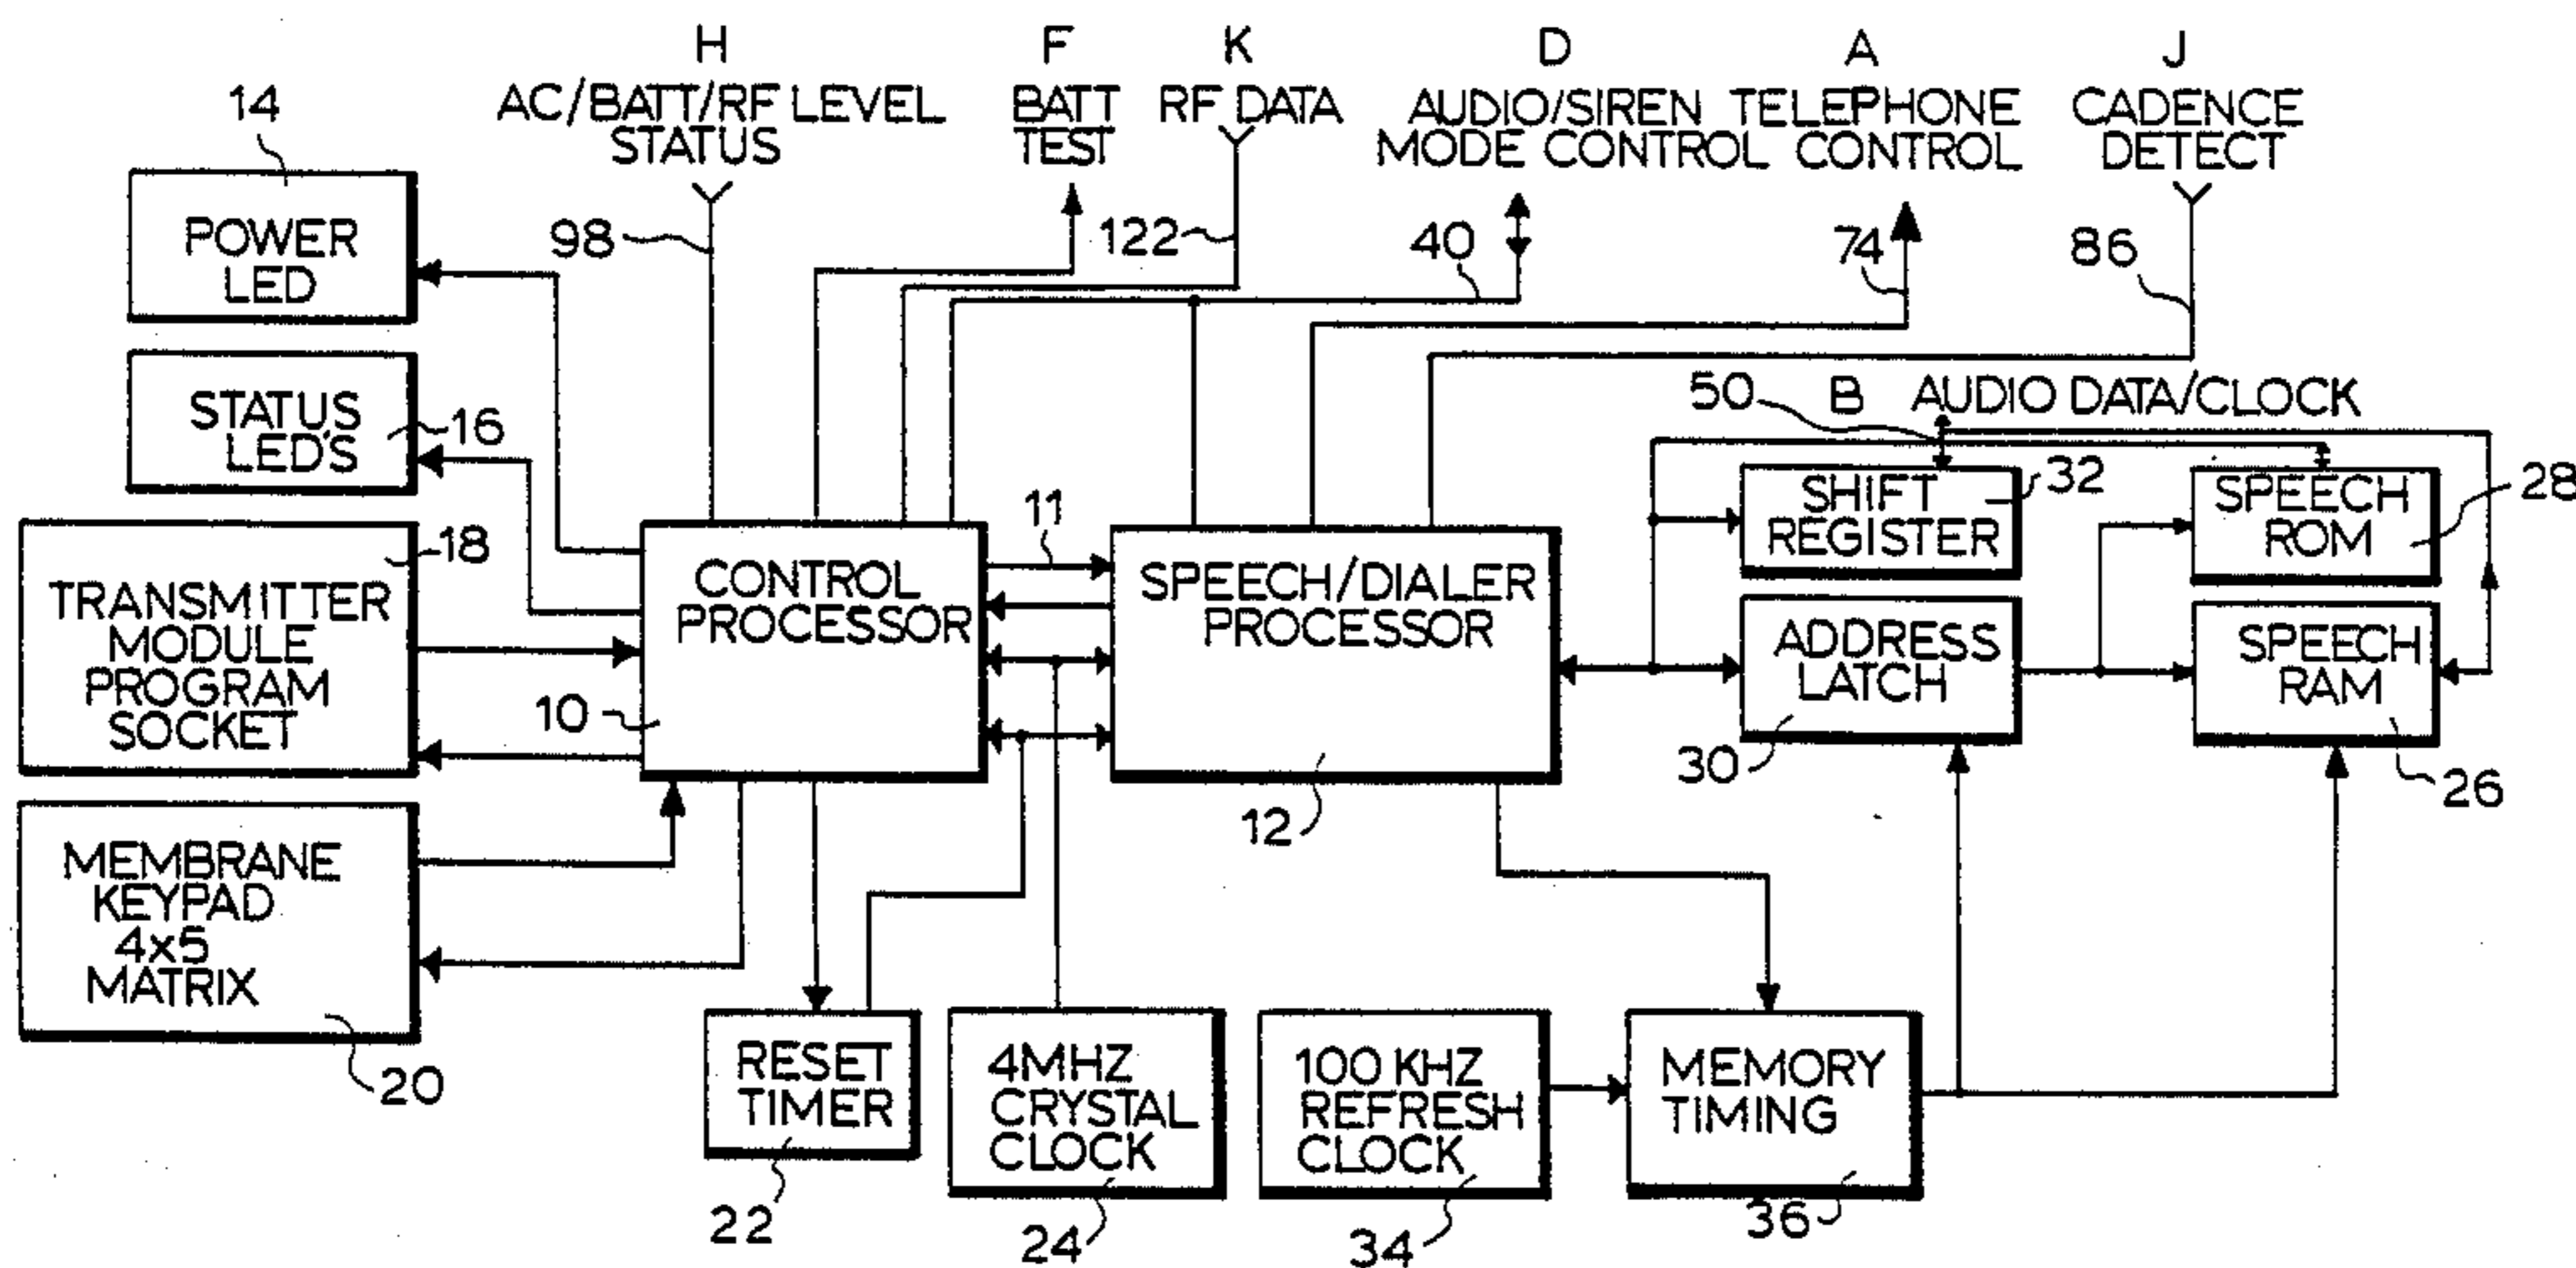 H
AC/BATT/RF LEVEL
STATUS
F
BATT
TEST
K
RF DATA
D
AUDIO/SIREN
MODE CONTROL
A
TELEPHONE
CONTROL
J
CADENCE
DETECT
14
POWER
LED
98
122
40
74
86
STATUS
LED'S
16
50
B AUDIO DATA/CLOCK
SHIFT
REGISTER
32
SPEECH
ROM
28
18
TRANSMITTER
MODULE
PROGRAM
SOCKET
CONTROL
PROCESSOR
10
11
SPEECH/DIALER
PROCESSOR
12
ADDRESS
LATCH
30
SPEECH
RAM
26
MEMBRANE
KEYPAD
4x5
MATRIX
20
RESET
TIMER
22
4MHZ
CRYSTAL
CLOCK
24
100 KHZ
REFRESH
CLOCK
34
MEMORY
TIMING
36